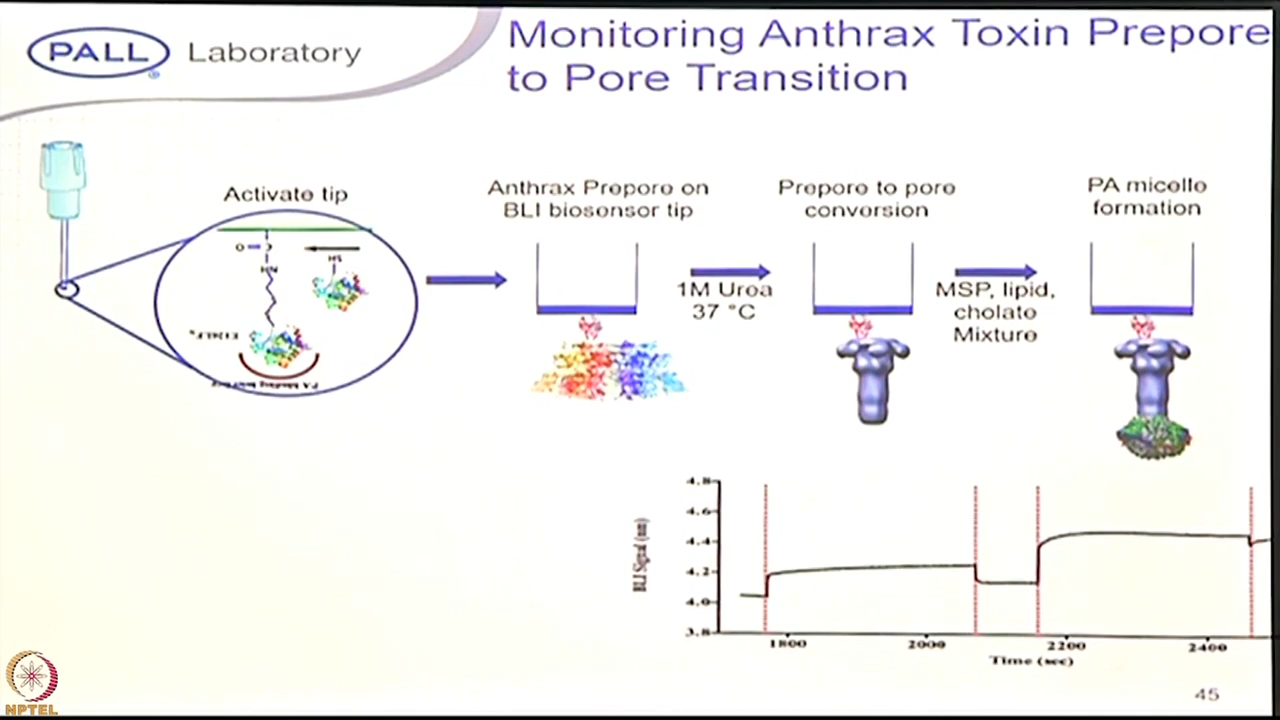 PALL Laboratory
Monitoring Anthrax Toxin Prepore
to Pore Transition
Activate tip
O
C
HN
HS
Anthrax Prepore on
BLI biosensor tip
1M Urea
37 °C
Prepore to pore
conversion
MSP, lipid,
cholate
Mixture
PA micelle
formation
BLI Signal (nm)
4.8
4.6
4.4
4.2
4.0
3.8
1800
2000
2200
2400
Time (sec)
45
NPTEL